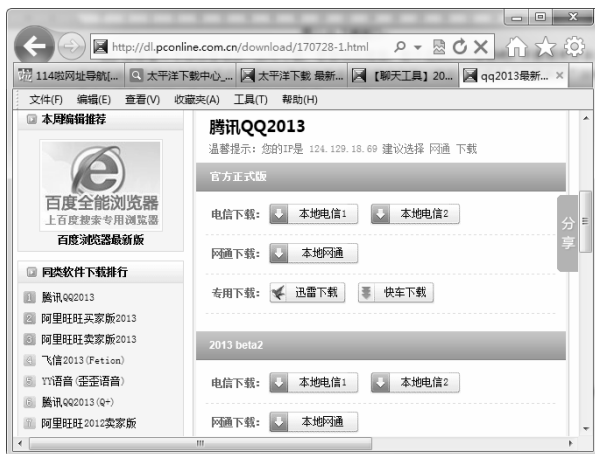 http://dl.pconline.com.cn/download/170728-1.html
114啦网址导航[...
太平洋下载中心_...
太平洋下载 最新...
【聊天工具】20...
qq2013最新...
文件(F) 编辑(E) 查看(V) 收藏夹(A) 工具(T) 帮助(H)
本周编辑推荐
百度全能浏览器
上百度搜索专用浏览器
百度浏览器最新版
同类软件下载排行
1 腾讯QQ2013
2 阿里旺旺买家版2013
3 阿里旺旺卖家版2013
4 飞信2013(Fetion)
5 YY语音(歪歪语音)
6 腾讯QQ2013(Q+)
阿里旺旺2012卖家版
腾讯QQ2013
温馨提示：您的IP是 124.129.18.69 建议选择 网通 下载
官方正式版
电信下载： 本地电信1 本地电信2
网通下载： 本地网通
专用下载： 迅雷下载 快车下载
2013 beta2
电信下载： 本地电信1 本地电信2
网通下载： 本地网通
分享